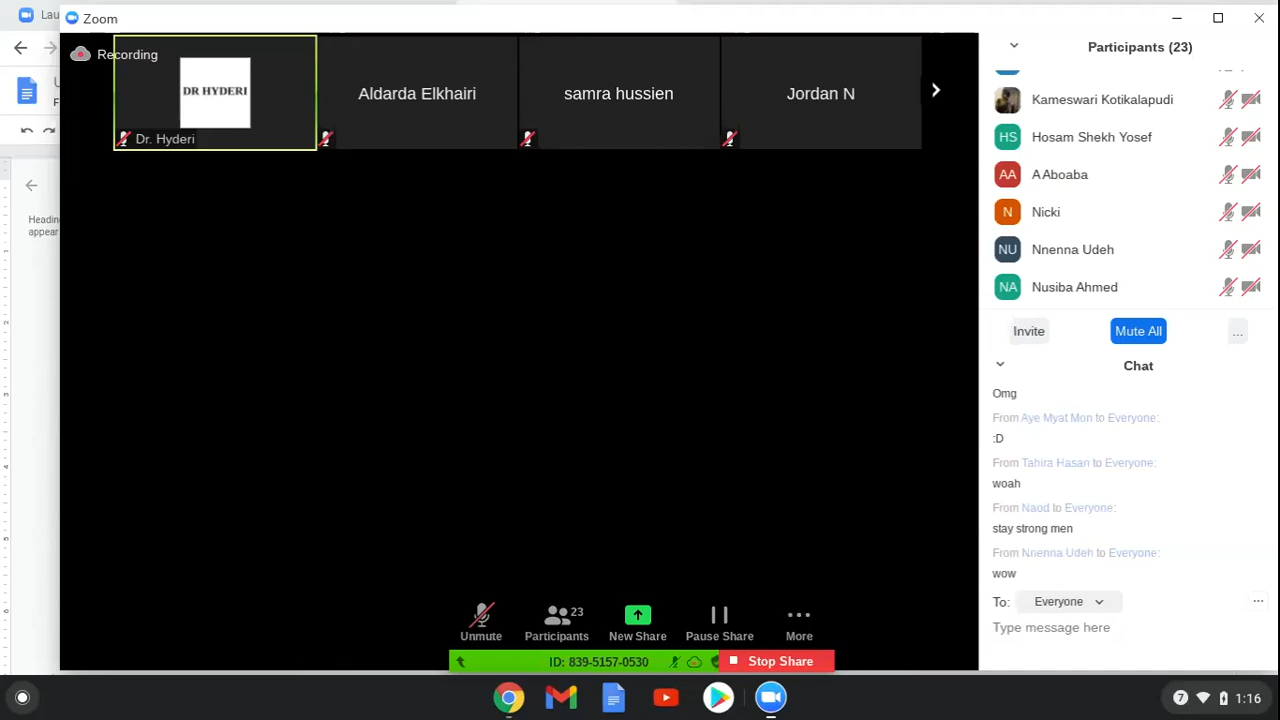 Lau
Zoom
Recording
DR HYDERI
Dr. Hyderi
Aldarda Elkhairi
samra hussien
Jordan N
Headin
appear
Participants (23)
Kameswari Kotikalapudi
HS Hosam Shekh Yosef
AA A Aboaba
N Nicki
NU Nnenna Udeh
NA Nusiba Ahmed
Invite
Mute All
...
Chat
Omg
From Aye Myat Mon to Everyone:
:D
From Tahira Hasan to Everyone:
woah
From Naod to Everyone:
stay strong men
From Nnenna Udeh to Everyone:
wow
To: Everyone
Type message here
Unmute
23
Participants
New Share
Pause Share
More
ID: 839-5157-0530
Stop Share
7
1:16